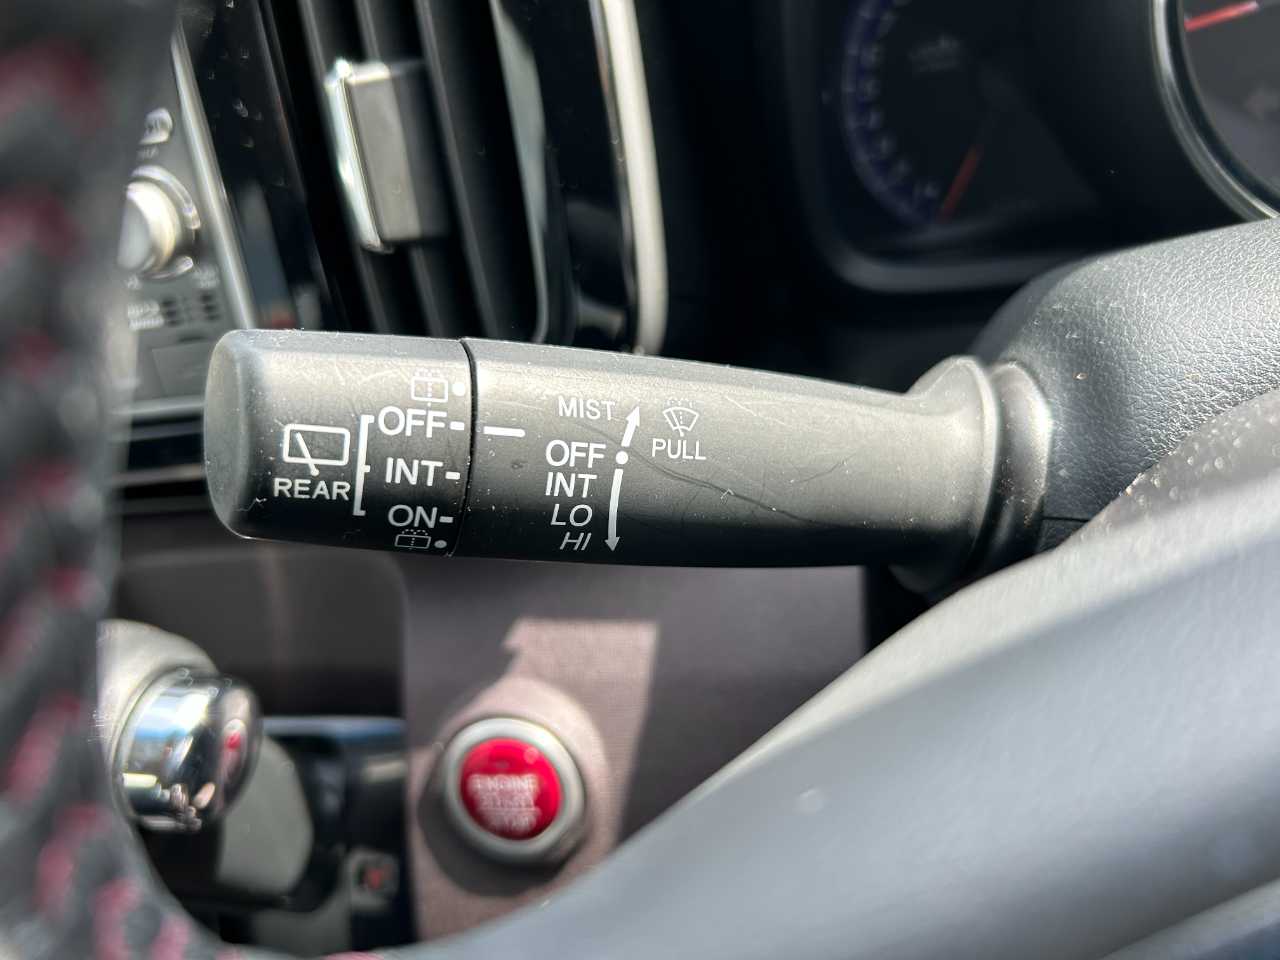 REAR
OFF
INT
ON
MIST
OFF
INT
LO
HI
PULL
ENGINE
START
STOP